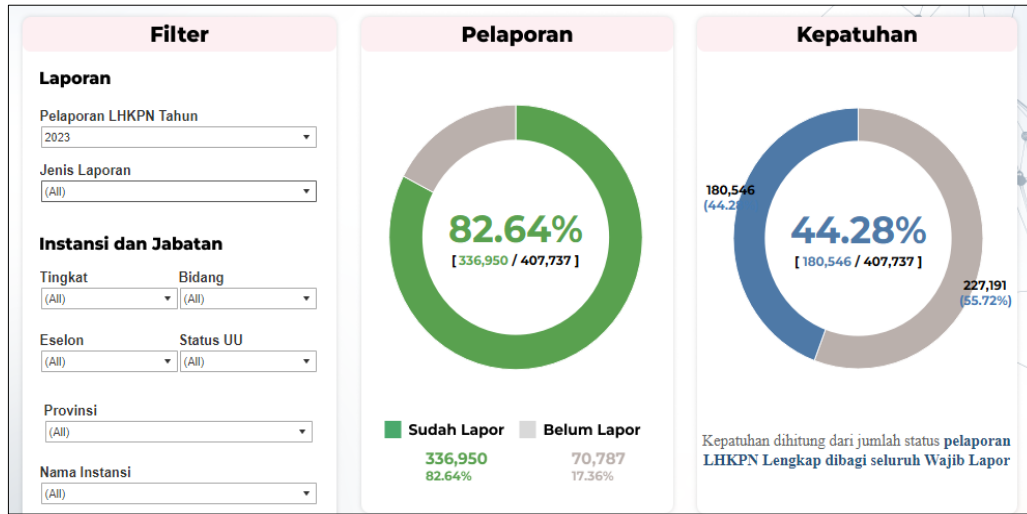 Filter
Laporan
Pelaporan LHKPN Tahun
2023
Jenis Laporan
(All)
Instansi dan Jabatan
Tingkat Bidang
(All) (All)
Eselon Status UU
(All) (All)
Provinsi
(All)
Nama Instansi
(All)
Pelaporan
82.64%
[ 336,950 / 407,737 ]
Sudah Lapor Belum Lapor
336,950 70,787
82.64% 17.36%
Kepatuhan
180,546
(44.28
44.28%
[ 180,546 / 407,737 ]
227,191
(55.72%)
Kepatuhan dihitung dari jumlah status pelaporan
LHKPN Lengkap dibagi seluruh Wajib Lapor